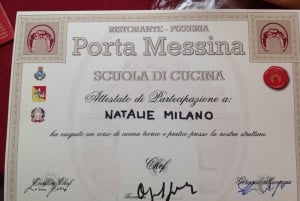 RISTORANTE - PIZZERIA
Porta Messina
SCUOLA DI CUCINA
Attestato di Partecipazione a:
NATALIE MILANO
ha eseguito un corso di cucina teorico e pratico presso la nostra struttura.
Chef